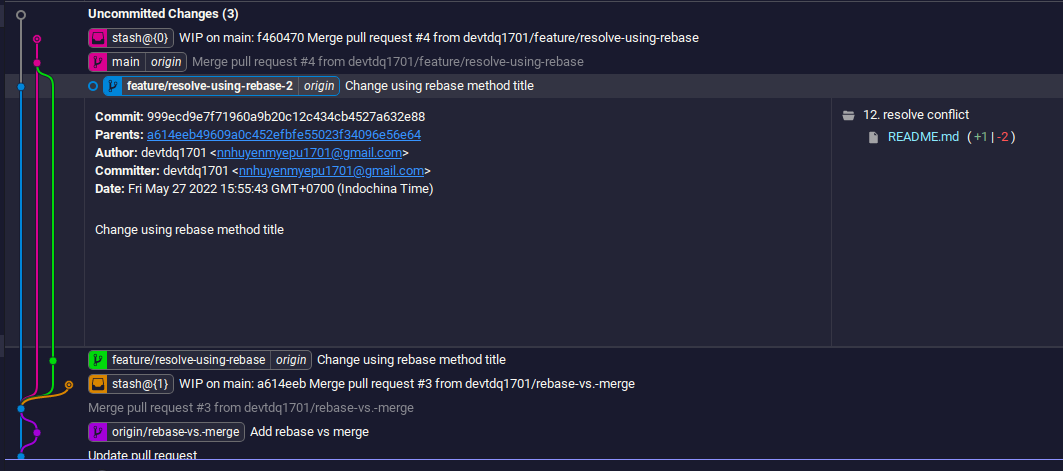 Uncommitted Changes (3)
stash@{0} WIP on main: f460470 Merge pull request #4 from devtdq1701/feature/resolve-using-rebase
main origin Merge pull request #4 from devtdq1701/feature/resolve-using-rebase
feature/resolve-using-rebase-2 origin Change using rebase method title
Commit: 999ecd9e7f71960a9b20c12c434cb4527a632e88
Parents: a614eeb49609a0c452efbfe55023f34096e56e64
Author: devtdq1701 <nnhuyenmyepu1701@gmail.com>
Committer: devtdq1701 <nnhuyenmyepu1701@gmail.com>
Date: Fri May 27 2022 15:55:43 GMT+0700 (Indochina Time)
Change using rebase method title
12. resolve conflict
README.md (+1|-2)
feature/resolve-using-rebase origin Change using rebase method title
stash@{1} WIP on main: a614eeb Merge pull request #3 from devtdq1701/rebase-vs.-merge
Merge pull request #3 from devtdq1701/rebase-vs.-merge
origin/rebase-vs.-merge Add rebase vs merge
Update pull request